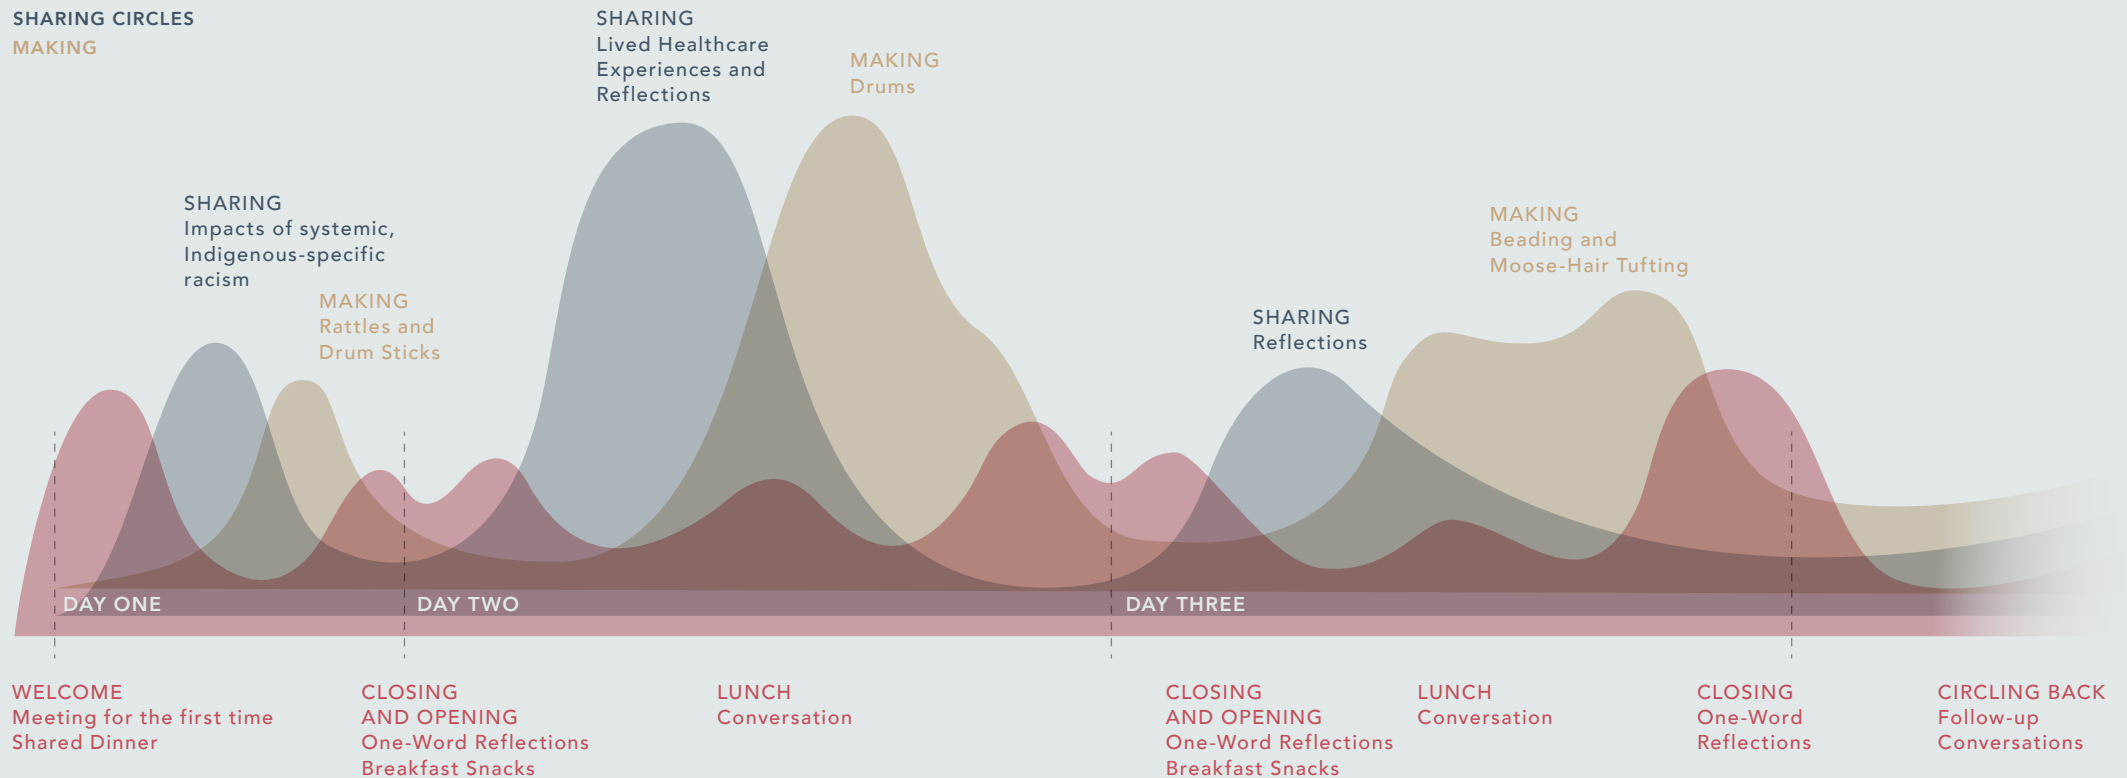 SHARING CIRCLES
MAKING
SHARING
Lived Healthcare
Experiences and
Reflections
MAKING
Drums
SHARING
Impacts of systemic,
Indigenous-specific
racism
MAKING
Rattles and
Drum Sticks
MAKING
Beading and
Moose-Hair Tufting
SHARING
Reflections
DAY ONE
DAY TWO
DAY THREE
WELCOME
Meeting for the first time
Shared Dinner
CLOSING
AND OPENING
One-Word Reflections
Breakfast Snacks
LUNCH
Conversation
CLOSING
AND OPENING
One-Word Reflections
Breakfast Snacks
LUNCH
Conversation
CLOSING
One-Word
Reflections
CIRCLING BACK
Follow-up
Conversations